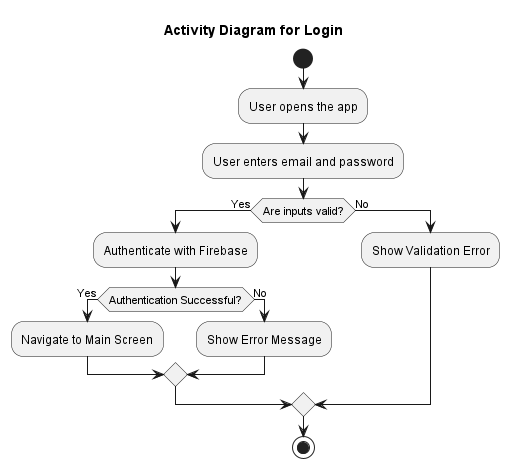 Activity Diagram for Login
User opens the app
User enters email and password
Yes
Are inputs valid?
No
Authenticate with Firebase
Show Validation Error
Yes
Authentication Successful?
No
Navigate to Main Screen
Show Error Message